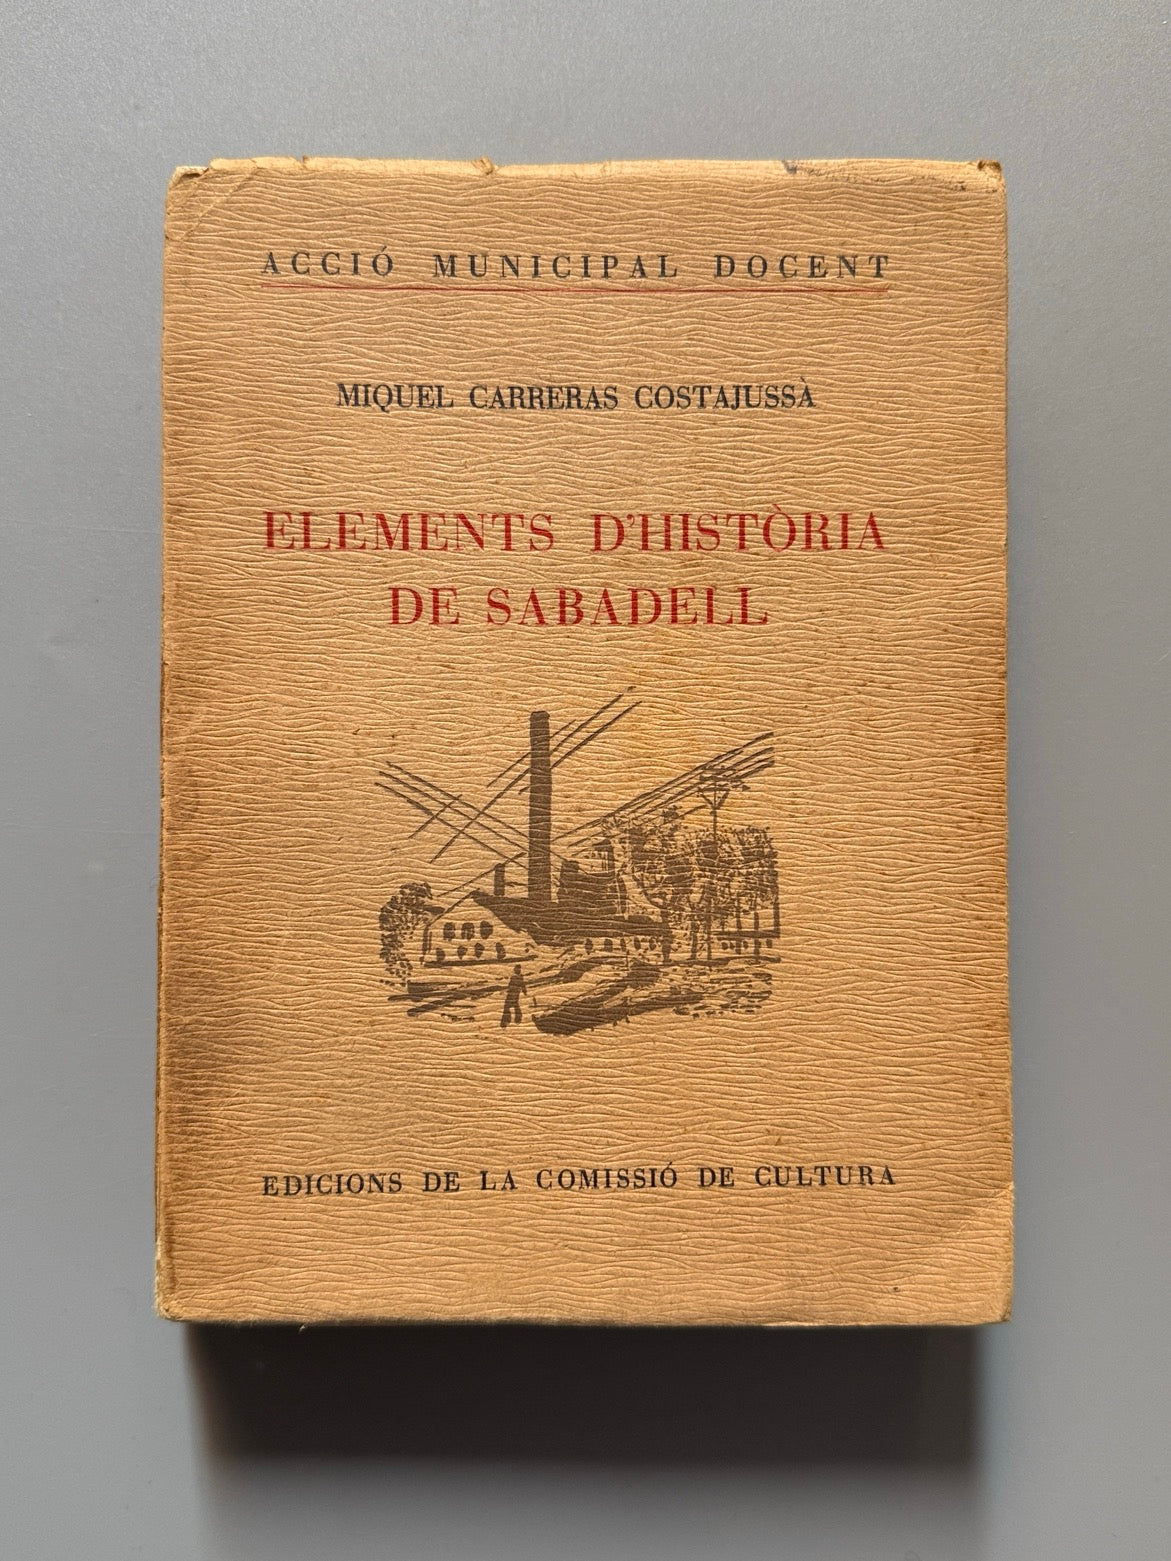 ACCIÓ MUNICIPAL DOCENT
MIQUEL CARRERAS COSTAJUSSÀ
ELEMENTS D'HISTÒRIA
DE SABADELL
EDICIONS DE LA COMISSIÓ DE CULTURA